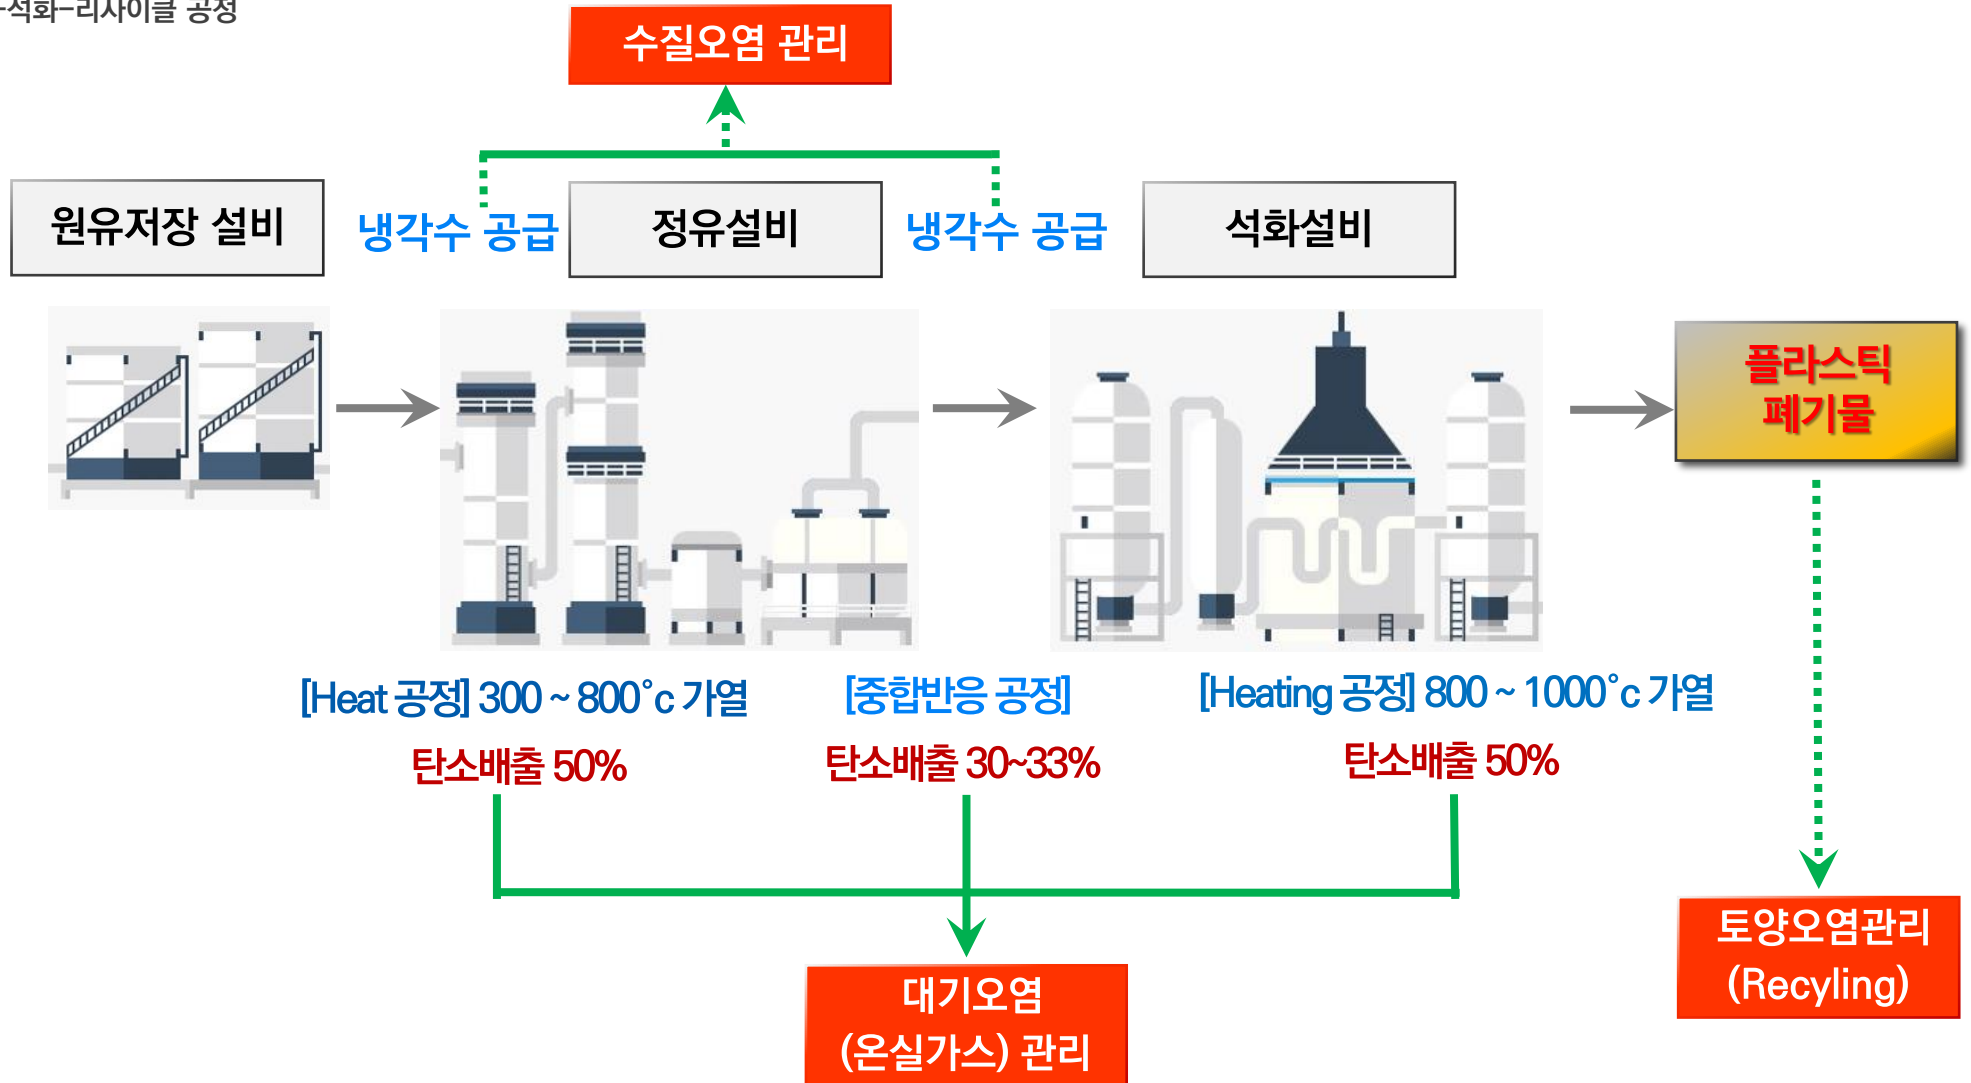 -석화-리사이클 공정
수질오염 관리
원유저장 설비
냉각수 공급
정유설비
냉각수 공급
석화설비
플라스틱
폐기물
[Heat 공정] 300 ~ 800°c 가열
[중합반응 공정]
[Heating 공정] 800 ~ 1000°c 가열
탄소배출 50%
탄소배출 30~33%
탄소배출 50%
토양오염관리
(Recyling)
대기오염
(온실가스) 관리